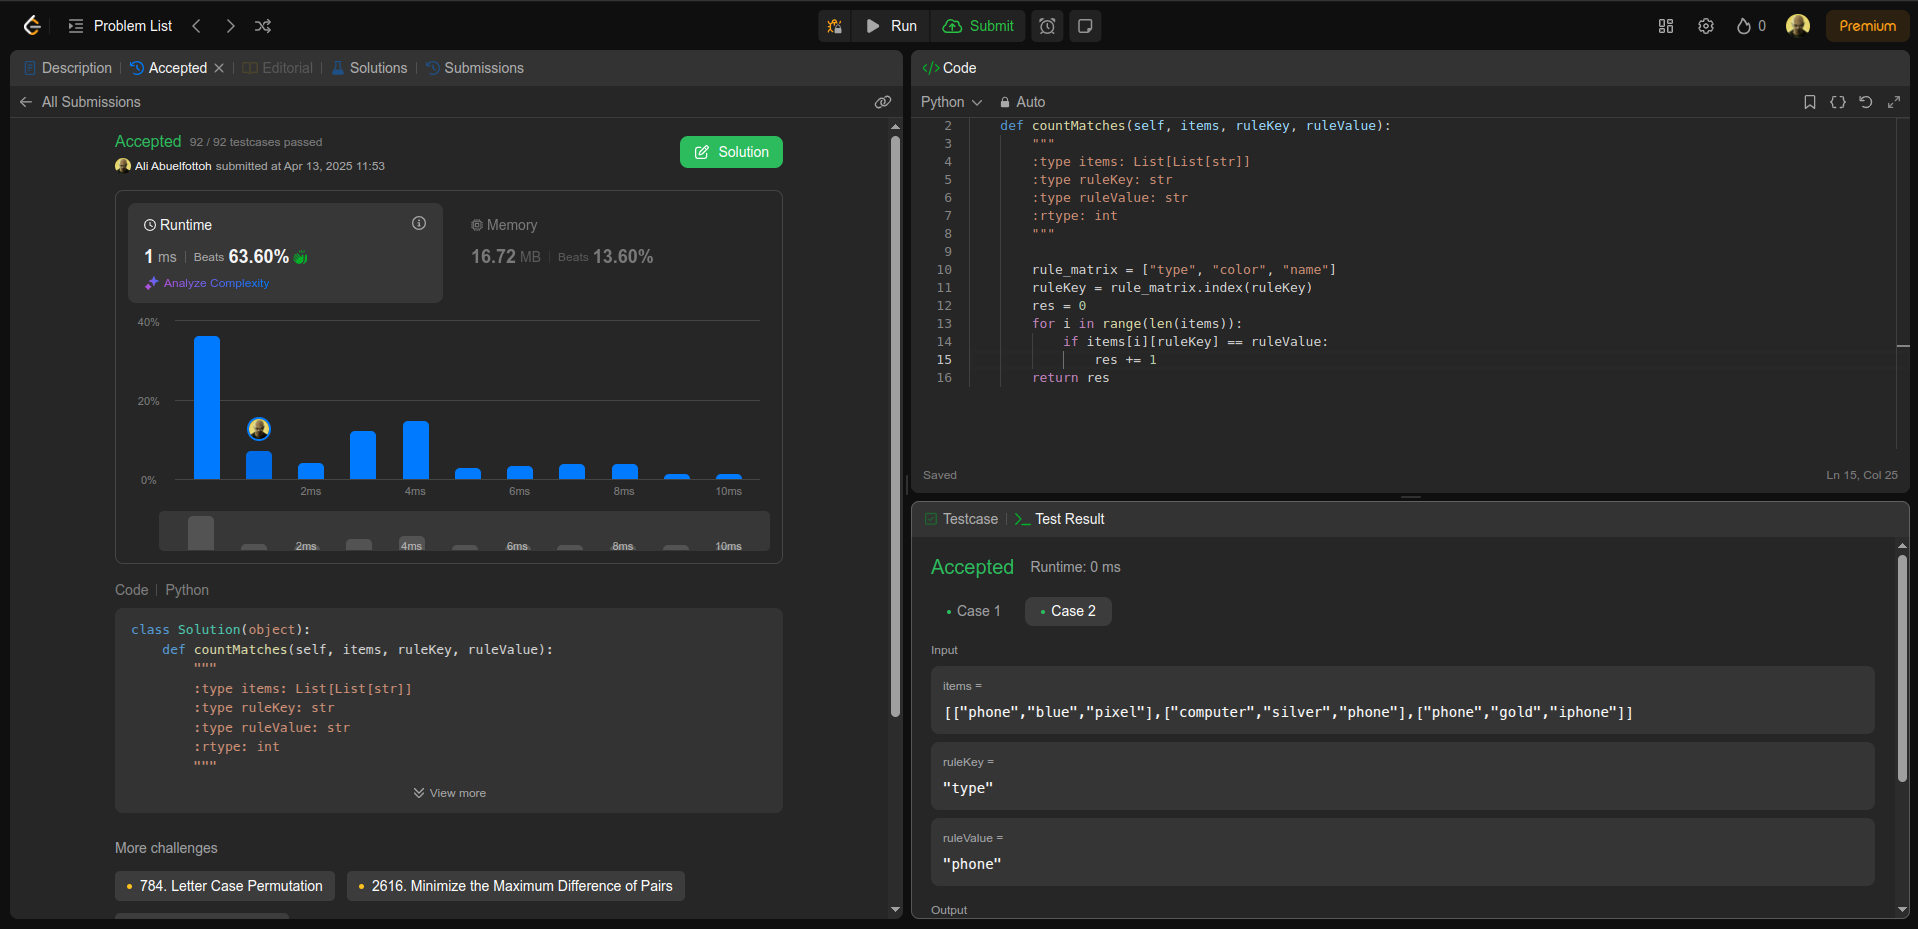 Problem List
Run
Submit
0
Premium
Description
Accepted
Editorial
Solutions
Submissions
All Submissions
Accepted 92 / 92 testcases passed
Ali Abuelfottoh submitted at Apr 13, 2025 11:53
Solution
Runtime
1 ms | Beats 63.60%
Analyze Complexity
Memory
16.72 MB | Beats 13.60%
40%
20%
0%
2ms 4ms 6ms 8ms 10ms
2ms 4ms 6ms 8ms 10ms
Code | Python
class Solution(object):
    def countMatches(self, items, ruleKey, ruleValue):
        """
        :type items: List[List[str]]
        :type ruleKey: str
        :type ruleValue: str
        :rtype: int
        """
View more
More challenges
784. Letter Case Permutation
2616. Minimize the Maximum Difference of Pairs
</> Code
Python
Auto
2     def countMatches(self, items, ruleKey, ruleValue):
3         """
4         :type items: List[List[str]]
5         :type ruleKey: str
6         :type ruleValue: str
7         :rtype: int
8         """
9
10         rule_matrix = ["type", "color", "name"]
11         ruleKey = rule_matrix.index(ruleKey)
12         res = 0
13         for i in range(len(items)):
14             if items[i][ruleKey] == ruleValue:
15                 res += 1
16         return res
Saved
Ln 15, Col 25
Testcase
Test Result
Accepted Runtime: 0 ms
Case 1
Case 2
Input
items =
[["phone","blue","pixel"],["computer","silver","phone"],["phone","gold","iphone"]]
ruleKey =
"type"
ruleValue =
"phone"
Output